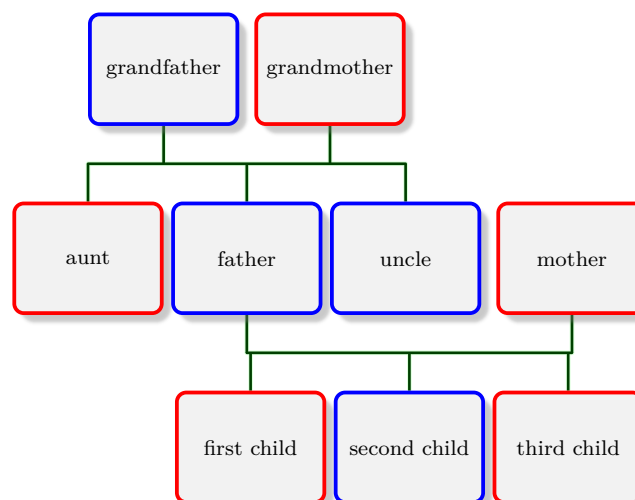 grandfather
grandmother
aunt
father
uncle
mother
first child
second child
third child